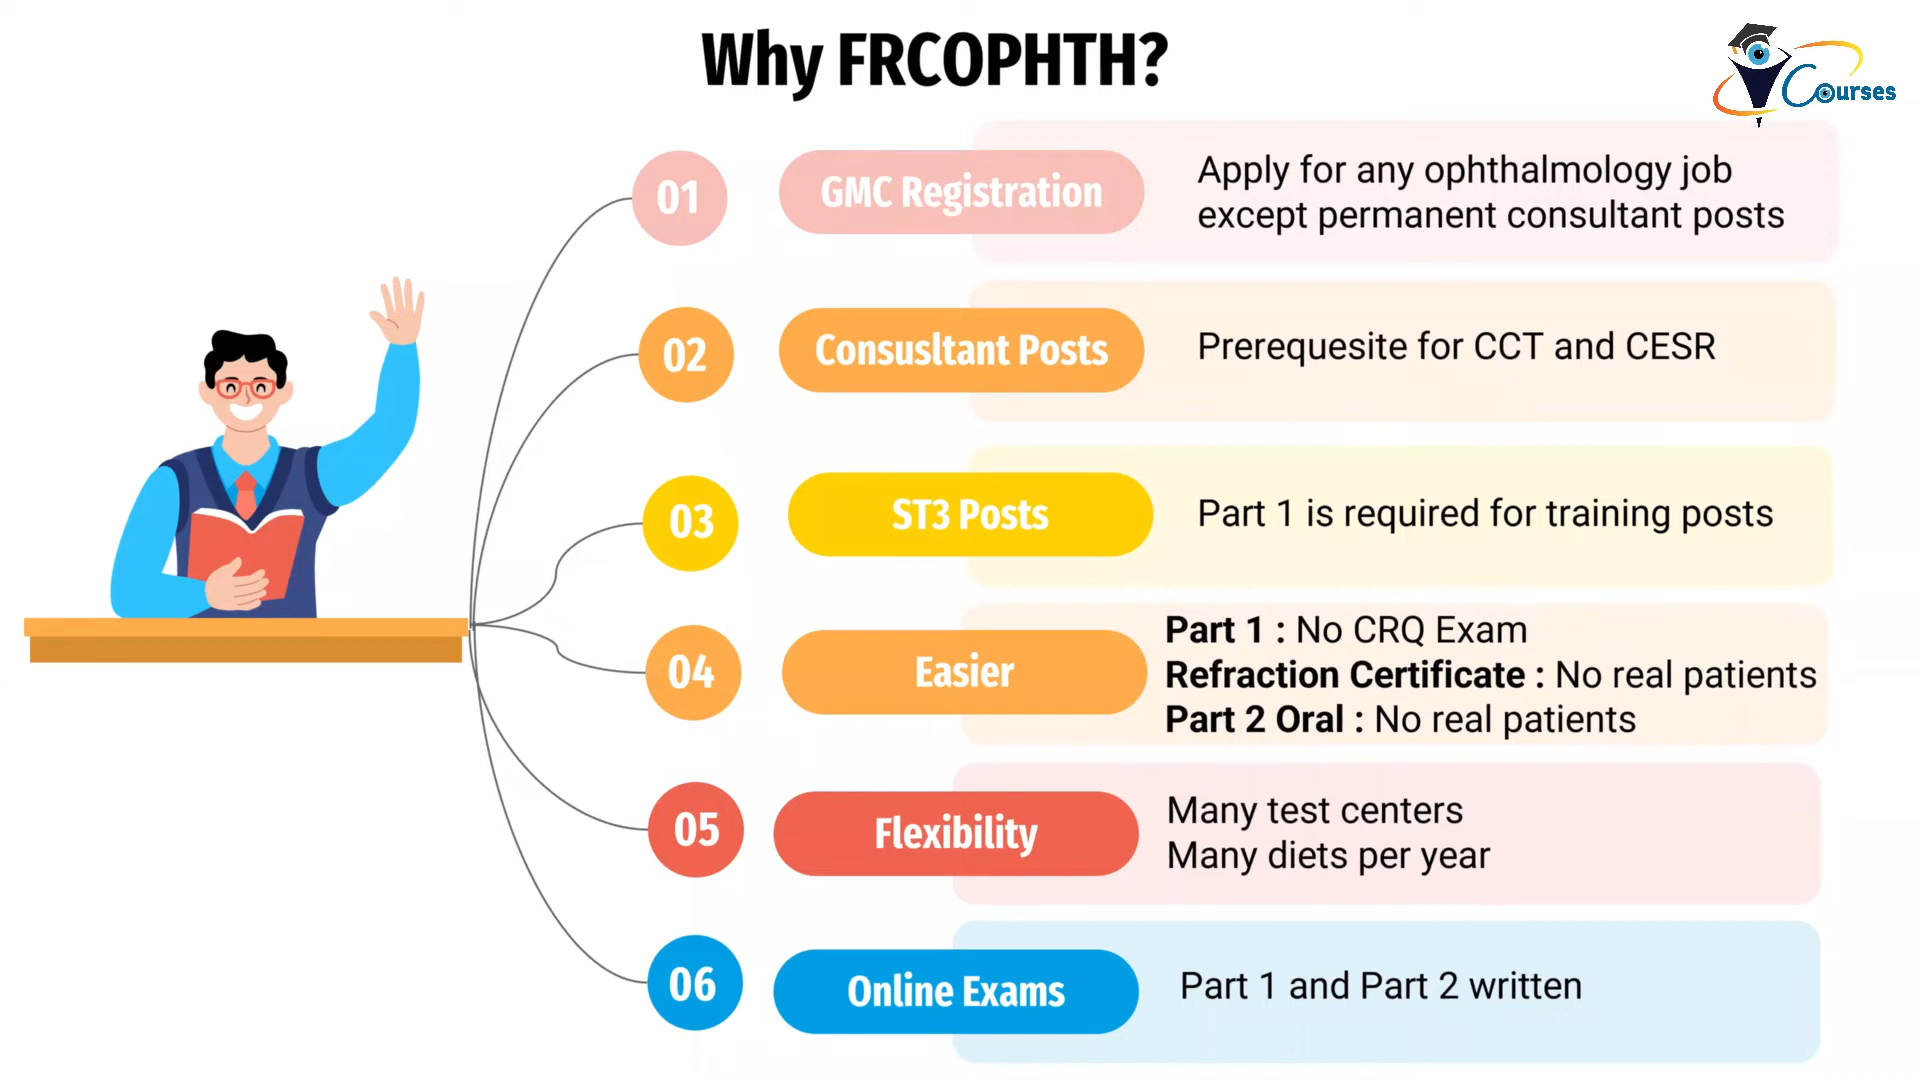 Why FRCOPHTH?
Courses
01
GMC Registration
Apply for any ophthalmology job
except permanent consultant posts
02
Consusltant Posts
Prerequesite for CCT and CESR
03
ST3 Posts
Part 1 is required for training posts
04
Easier
Part 1 : No CRQ Exam
Refraction Certificate : No real patients
Part 2 Oral : No real patients
05
Flexibility
Many test centers
Many diets per year
06
Online Exams
Part 1 and Part 2 written